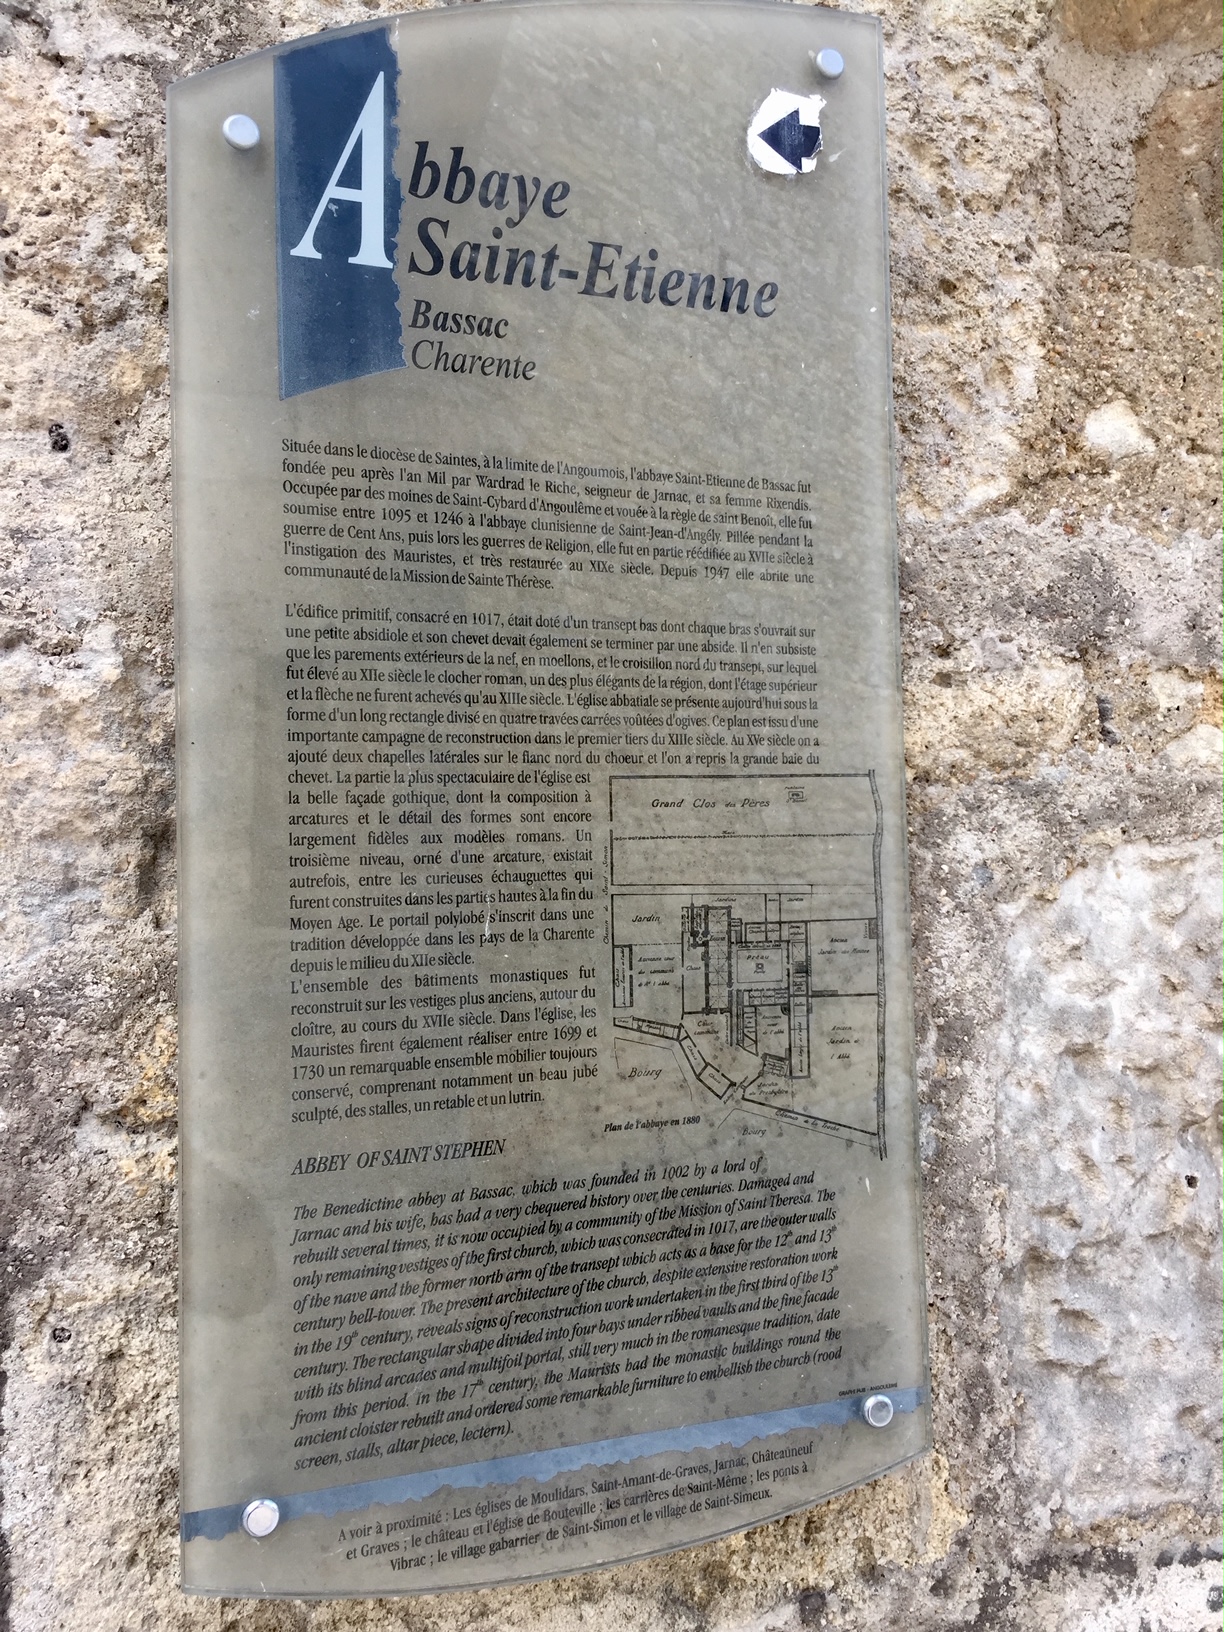 Abbaye
Saint-Etienne
Bassac
Charente
Située dans le diocèse de Saintes, à la limite de l'Angoumois, l'abbaye Saint-Etienne de Bassac fut
fondée peu après l'an Mil par Wardrad le Riche, seigneur de Jarnac, et sa femme Rixendis.
Occupée par des moines de Saint-Cybard d'Angoulême et vouée à la règle de saint Benoît, elle fut
soumise entre 1095 et 1246 à l'abbaye clunisienne de Saint-Jean-d'Angély. Pillée pendant la
guerre de Cent Ans, puis lors les guerres de Religion, elle fut en partie réédifiée au XVIIe siècle à
l'instigation des Mauristes, et très restaurée au XIXe siècle. Depuis 1947 elle abrite une
communauté de la Mission de Sainte Thérèse.
L'édifice primitif, consacré en 1017, était doté d'un transept bas dont chaque bras s'ouvrait sur
une petite absidiole et son chevet devait également se terminer par une abside. Il n'en subsiste
que les parements extérieurs de la nef, en moellons, et le croisillon nord du transept, sur lequel
fut élevé au XIIe siècle le clocher roman, un des plus élégants de la région, dont l'étage supérieur
et la flèche ne furent achevés qu'au XIIIe siècle. L'église abbatiale se présente aujourd'hui sous la
forme d'un long rectangle divisé en quatre travées carrées voûtées d'ogives. Ce plan est issu d'une
importante campagne de reconstruction dans le premier tiers du XIIIe siècle. Au XVe siècle on a
ajouté deux chapelles latérales sur le flanc nord du choeur et l'on a repris la grande baie du
chevet. La partie la plus spectaculaire de l'église est
la belle façade gothique, dont la composition à
arcatures et le détail des formes sont encore
largement fidèles aux modèles romans. Un
troisième niveau, orné d'une arcature, existait
autrefois, entre les curieuses échauguettes qui
furent construites dans les parties hautes à la fin du
Moyen Age. Le portail polylobé s'inscrit dans une
tradition développée dans les pays de la Charente
depuis le milieu du XIIe siècle.
L'ensemble des bâtiments monastiques fut
reconstruit sur les vestiges plus anciens, autour du
cloître, au cours du XVIIe siècle. Dans l'église, les
Mauristes firent également réaliser entre 1699 et
1730 un remarquable ensemble mobilier toujours
conservé, comprenant notamment un beau jubé
sculpté, des stalles, un retable et un lutrin.
Grand Clos des Pères
Chemin de Saint-Simon
Jardin
Préau
Ancien
Jardin de
l'Abbé
Bourg
Bourg
Plan de l'abbaye en 1880
ABBEY OF SAINT STEPHEN
The Benedictine abbey at Bassac, which was founded in 1002 by a lord of
Jarnac and his wife, has had a very chequered history over the centuries. Damaged and
rebuilt several times, it is now occupied by a community of the Mission of Saint Theresa. The
only remaining vestiges of the first church, which was consecrated in 1017, are the outer walls
of the nave and the former north arm of the transept which acts as a base for the 12th and 13th
century bell-tower. The present architecture of the church, despite extensive restoration work
in the 19th century, reveals signs of reconstruction work undertaken in the first third of the 13th
century. The rectangular shape divided into four bays under ribbed vaults and the fine facade
with its blind arcades and multifoil portal, still very much in the romanesque tradition, date
from this period. In the 17th century, the Maurists had the monastic buildings round the
ancient cloister rebuilt and ordered some remarkable furniture to embellish the church (rood
screen, stalls, altar piece, lectern).
A voir à proximité : Les églises de Moulidars, Saint-Amant-de-Graves, Jarnac, Châteauneuf
et Graves ; le château et l'église de Bouteville ; les carrières de Saint-Même ; les ponts à
Vibrac ; le village gabarrier de Saint-Simon et le village de Saint-Simeux.